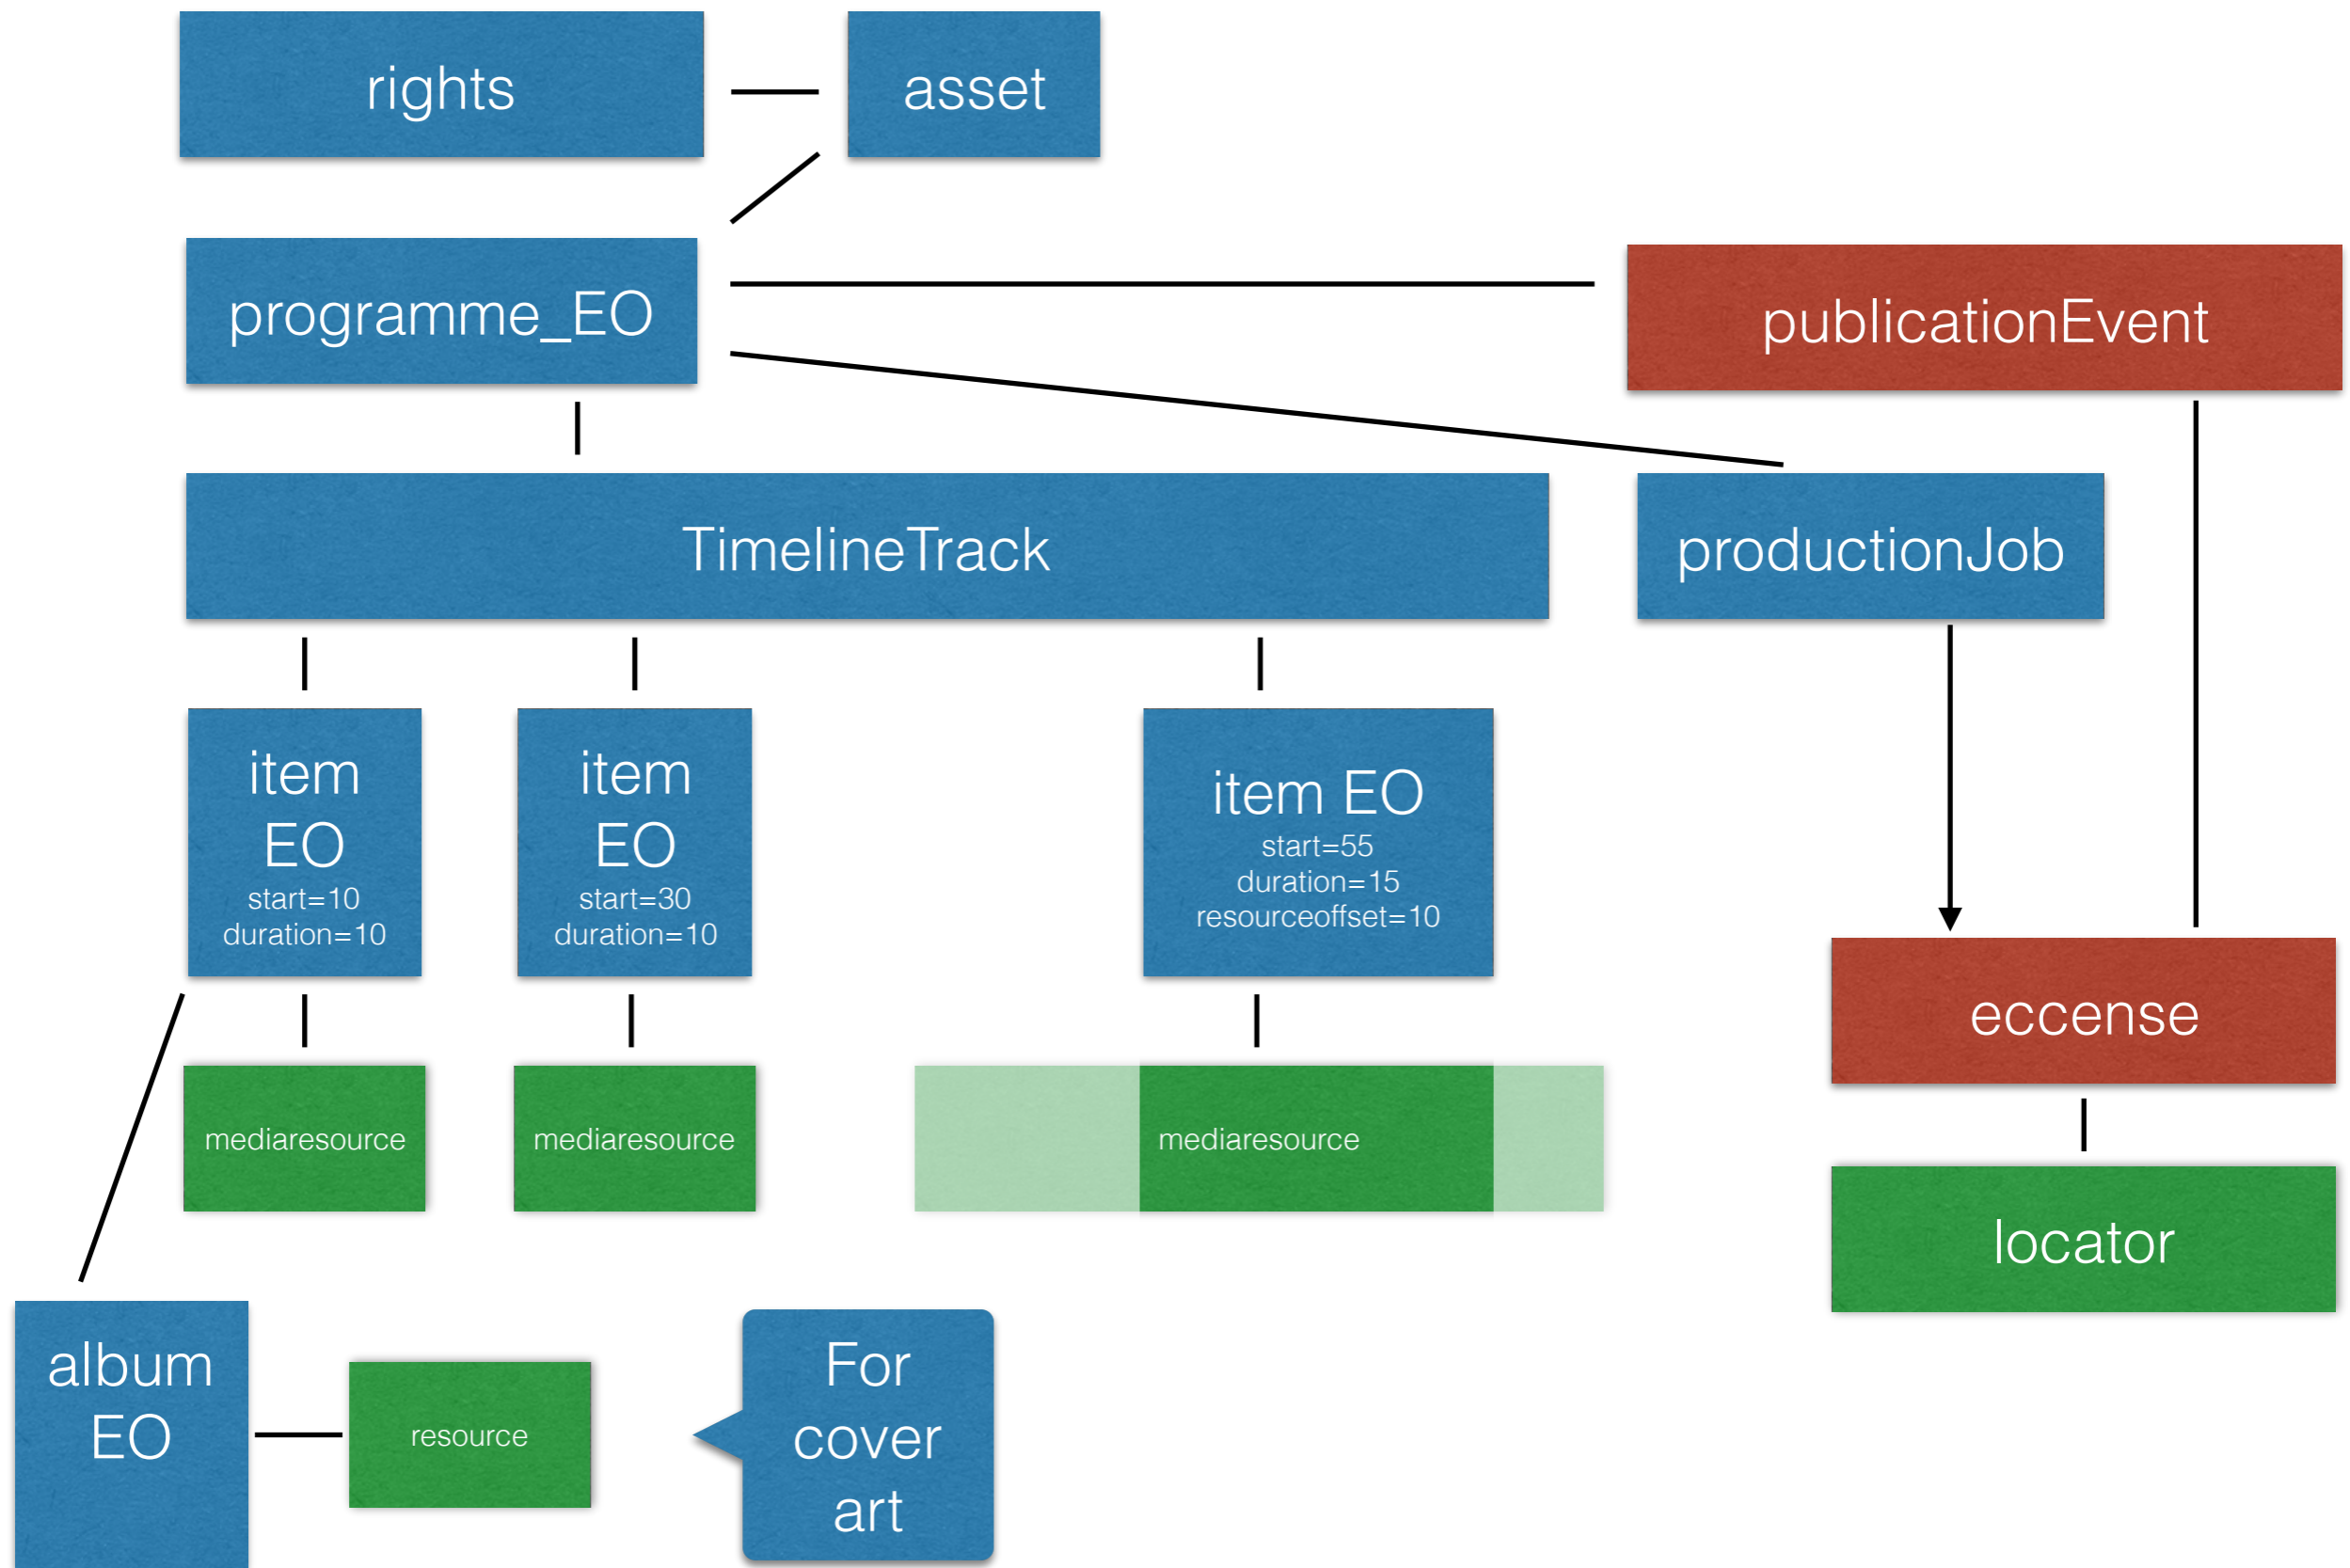 rights
asset
programme_EO
publicationEvent
TimelineTrack
productionJob
item
EO
start=10
duration=10
item
EO
start=30
duration=10
item EO
start=55
duration=15
resourceoffset=10
eccense
mediaresource
mediaresource
mediaresource
locator
album
EO
resource
For
cover
art